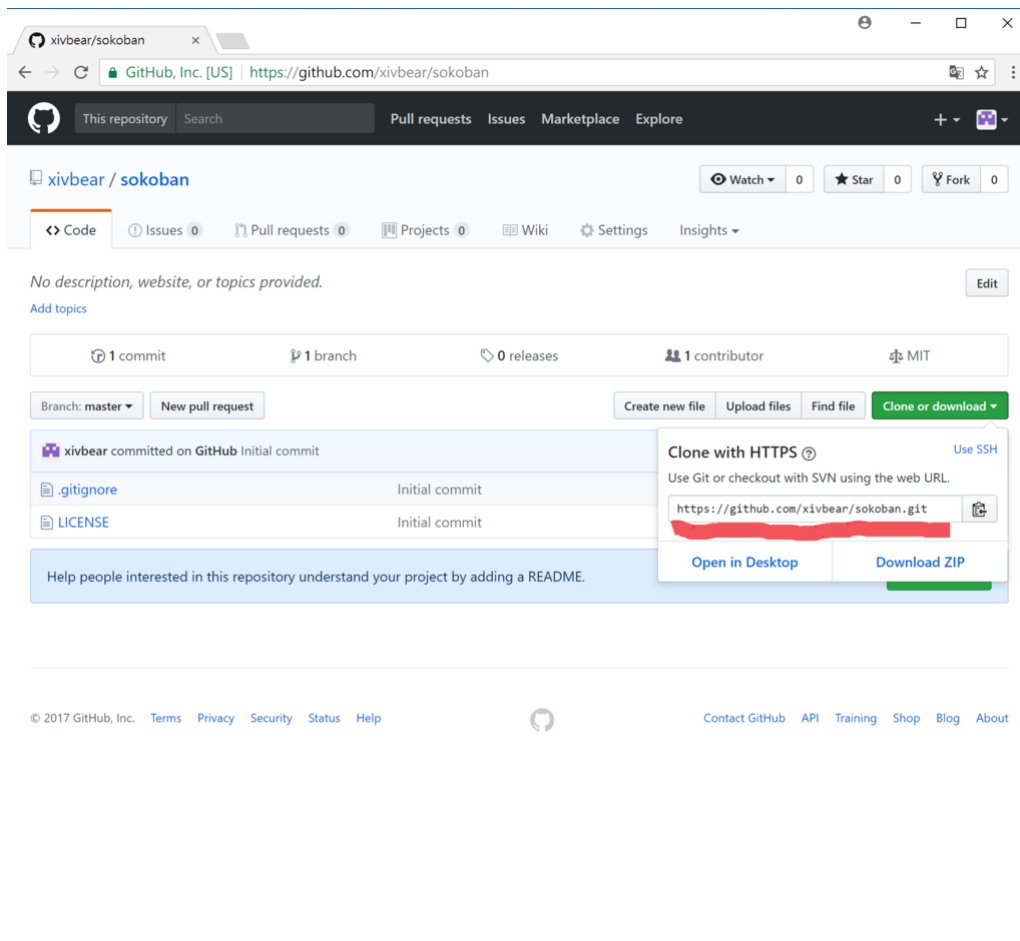 xivbear/sokoban
GitHub, Inc. [US] https://github.com/xivbear/sokoban
This repository Search Pull requests Issues Marketplace Explore
xivbear / sokoban Watch 0 Star 0 Fork 0
Code Issues 0 Pull requests 0 Projects 0 Wiki Settings Insights
No description, website, or topics provided. Edit
Add topics
1 commit 1 branch 0 releases 1 contributor MIT
Branch: master New pull request Create new file Upload files Find file Clone or download
xivbear committed on GitHub Initial commit
.gitignore Initial commit
LICENSE Initial commit
Help people interested in this repository understand your project by adding a README.
Clone with HTTPS ? Use SSH
Use Git or checkout with SVN using the web URL.
https://github.com/xivbear/sokoban.git
Open in Desktop Download ZIP
© 2017 GitHub, Inc. Terms Privacy Security Status Help Contact GitHub API Training Shop Blog About